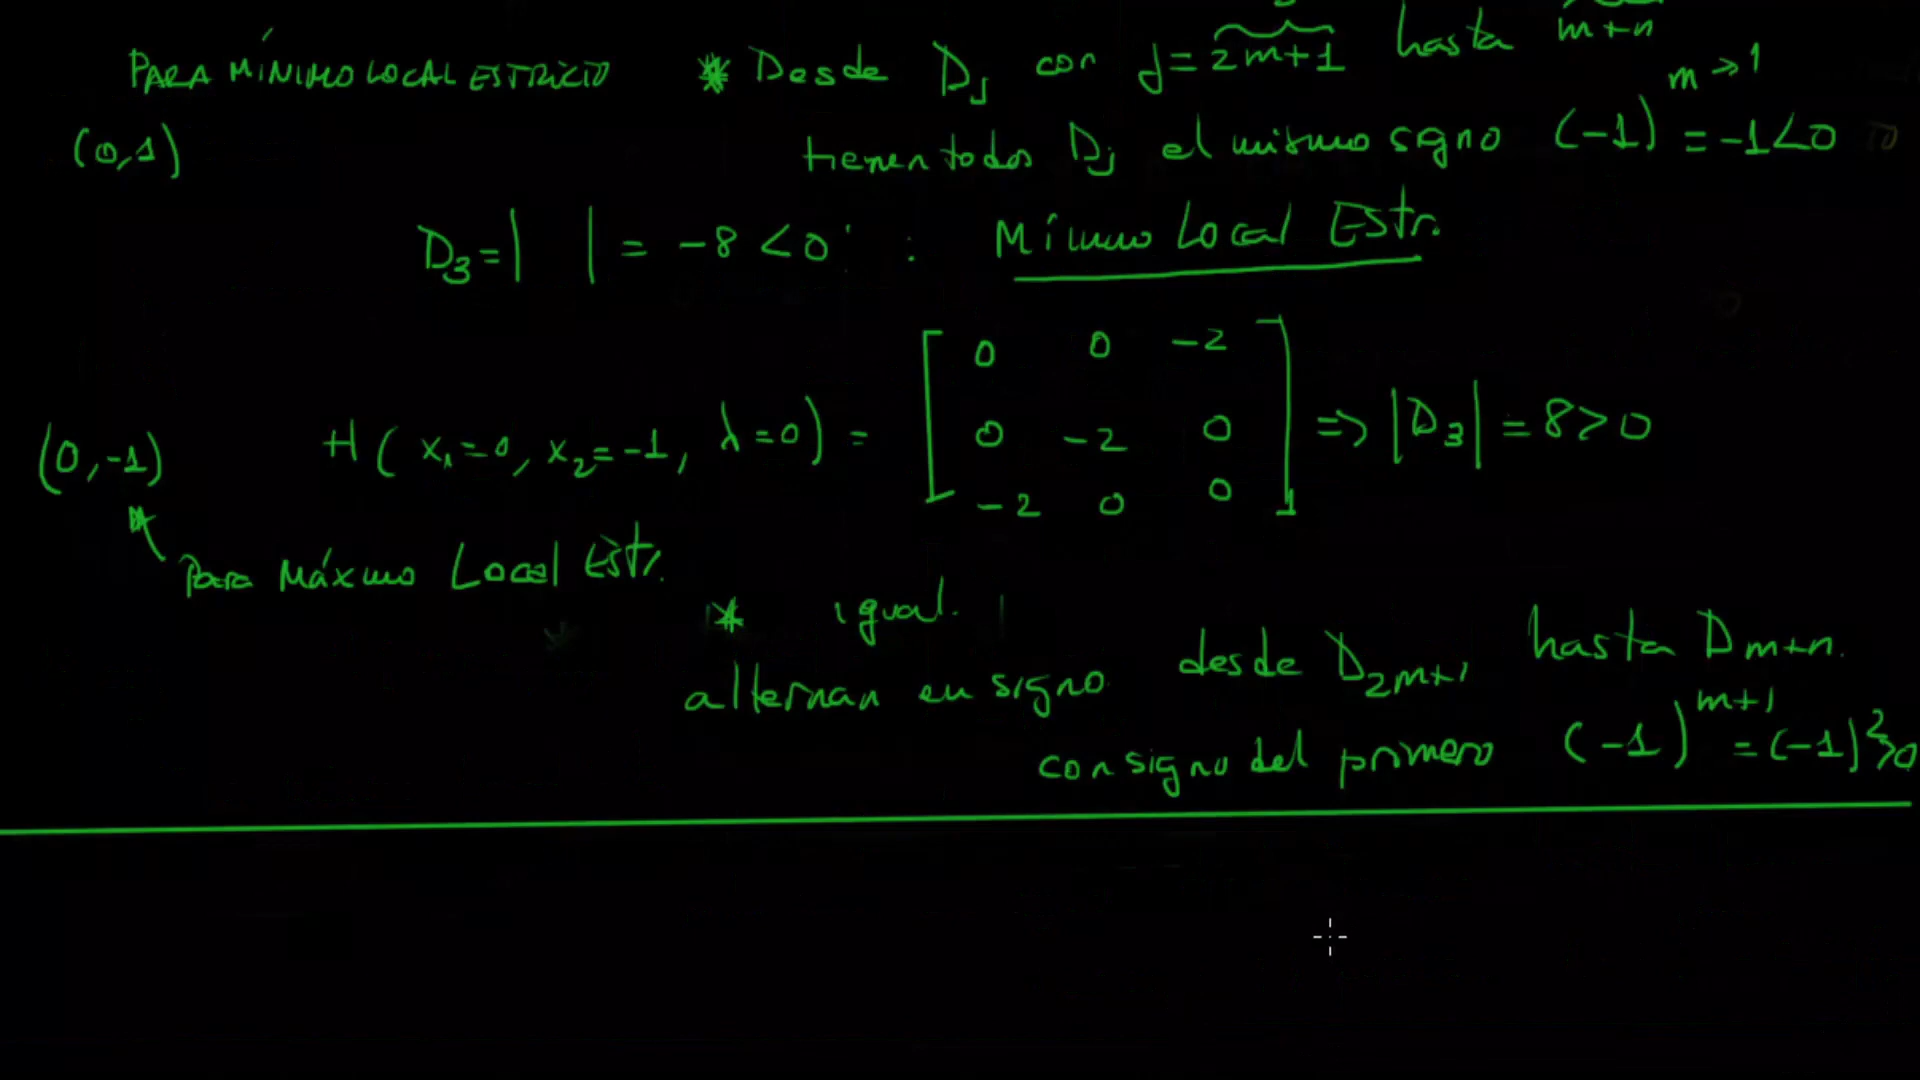 PARA MÍNIMO LOCAL ESTRICTO * Desde Dj con j = 2m+1 hasta m+n
(0,1) tienen todos Dj el mismo signo (-1)^m→1 = -1<0
D3 = | | = -8 < 0 : Mínimo Local Estr.
0 0 -2
(0,-1) H(x1=0, x2=-1, λ=0) = 0 -2 0 => |D3| = 8>0
-2 0 0
Para Máximo Local Estr.
* igual.
alternan en signo desde D2m+1 hasta Dm+n.
con signo del primero (-1)^m+1 = (-1)^2>0